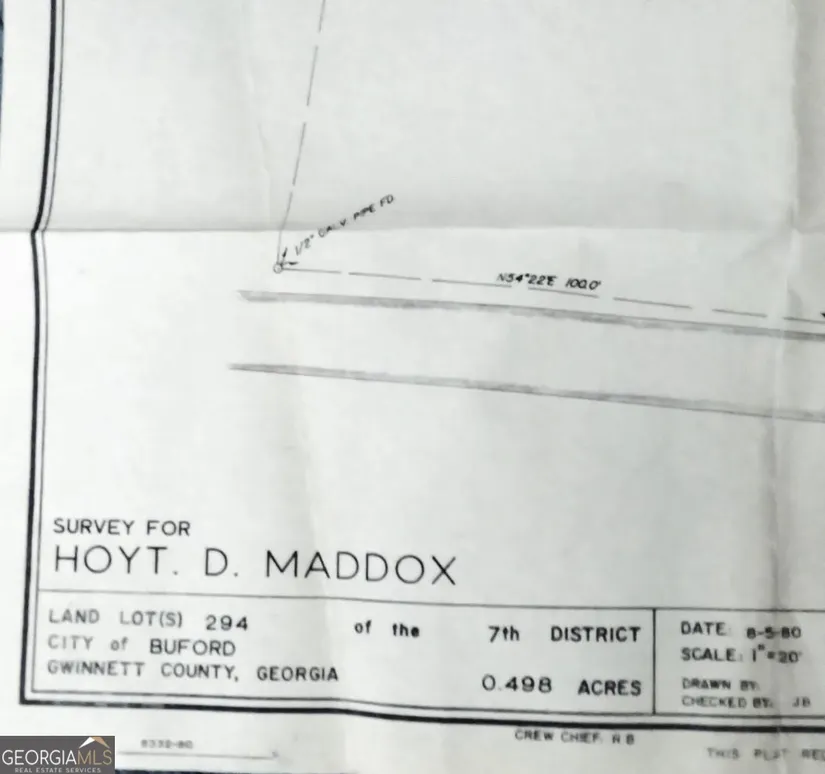 1/2" GALV. PIPE FD.
N54°22'E 100.0'
SURVEY FOR
HOYT. D. MADDOX
LAND LOT(S) 294 of the 7th DISTRICT
CITY of BUFORD
GWINNETT COUNTY, GEORGIA
0.498 ACRES
DATE: 8-5-80
SCALE: 1"=20'
DRAWN BY:
CHECKED BY: JB
8332-80
CREW CHIEF: RB
THIS PLAT
GEORGIAMLS
REAL ESTATE SERVICES